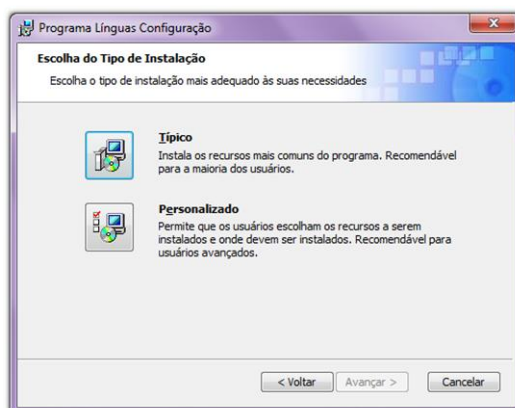 Programa Línguas Configuração
Escolha do Tipo de Instalação
Escolha o tipo de instalação mais adequado às suas necessidades
Típico
Instala os recursos mais comuns do programa. Recomendável
para a maioria dos usuários.
Personalizado
Permite que os usuários escolham os recursos a serem
instalados e onde devem ser instalados. Recomendável para
usuários avançados.
< Voltar
Avançar >
Cancelar